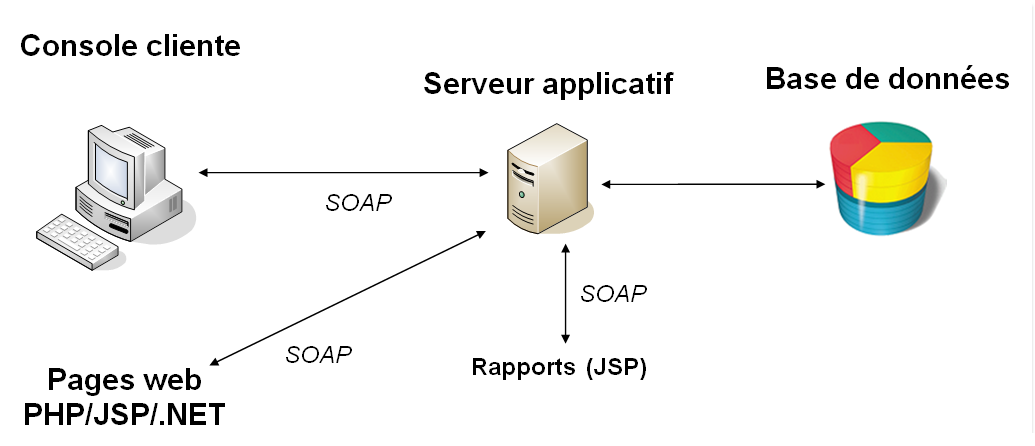 Console cliente
Serveur applicatif
Base de données
SOAP
SOAP
SOAP
Rapports (JSP)
Pages web
PHP/JSP/.NET